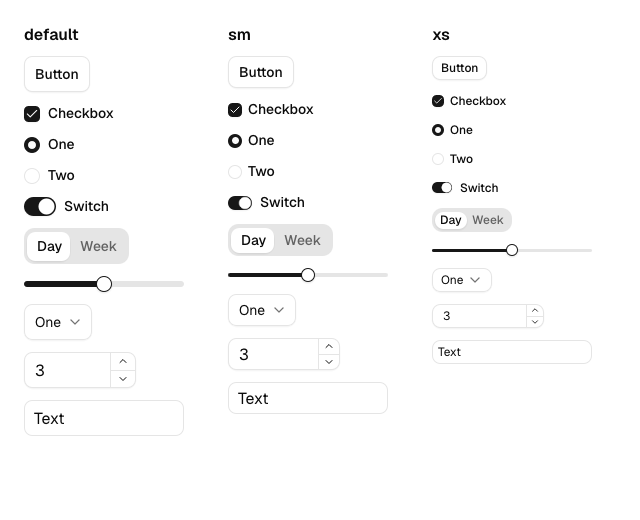 default
Button
Checkbox
One
Two
Switch
Day Week
One
3
Text
sm
Button
Checkbox
One
Two
Switch
Day Week
One
3
Text
xs
Button
Checkbox
One
Two
Switch
Day Week
One
3
Text